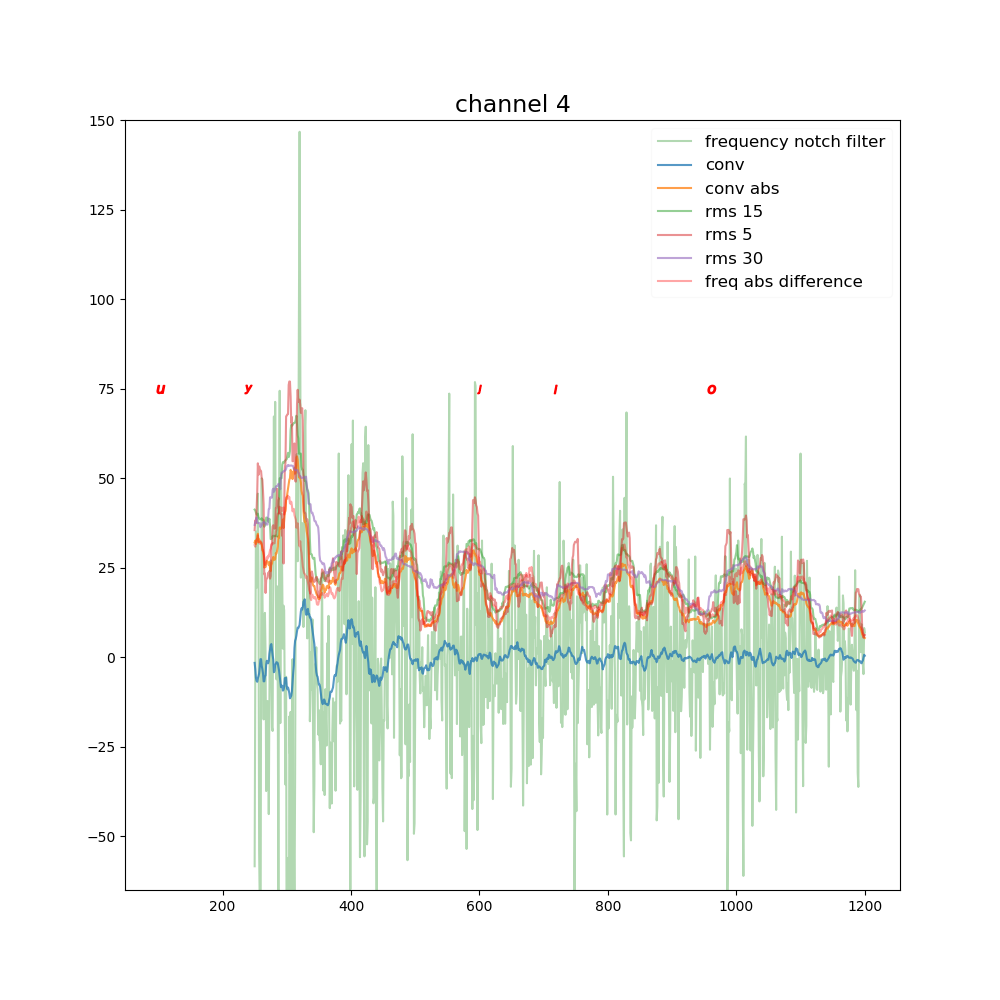 channel 4
150
125
100
75
50
25
0
−25
−50
frequency notch filter
conv
conv abs
rms 15
rms 5
rms 30
freq abs difference
u y o
200 400 600 800 1000 1200